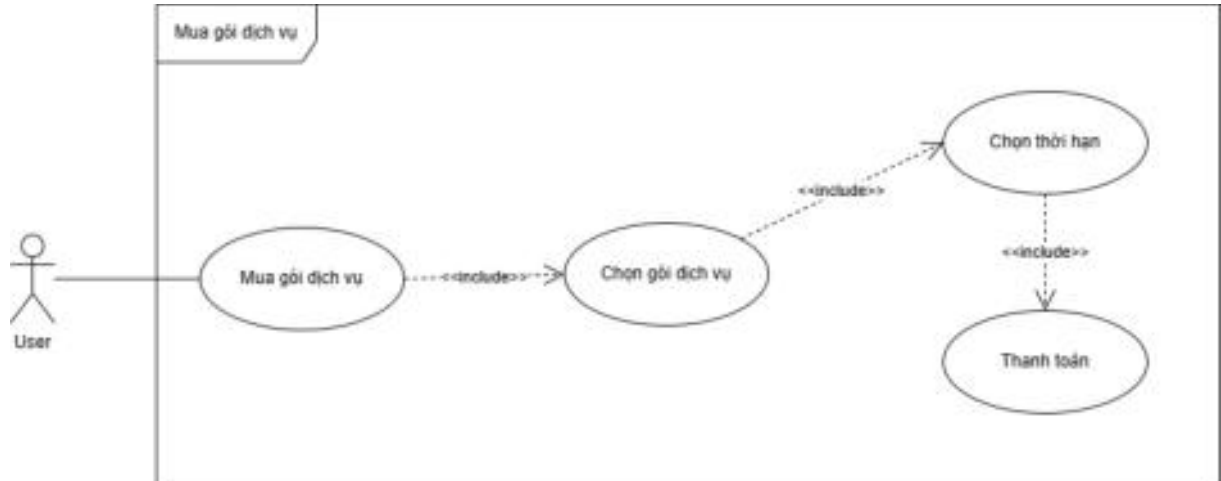 Mua gói dịch vụ
Chọn thời hạn
<<include>>
<<include>>
Mua gói dịch vụ
<<include>>
Chọn gói dịch vụ
User
Thanh toán